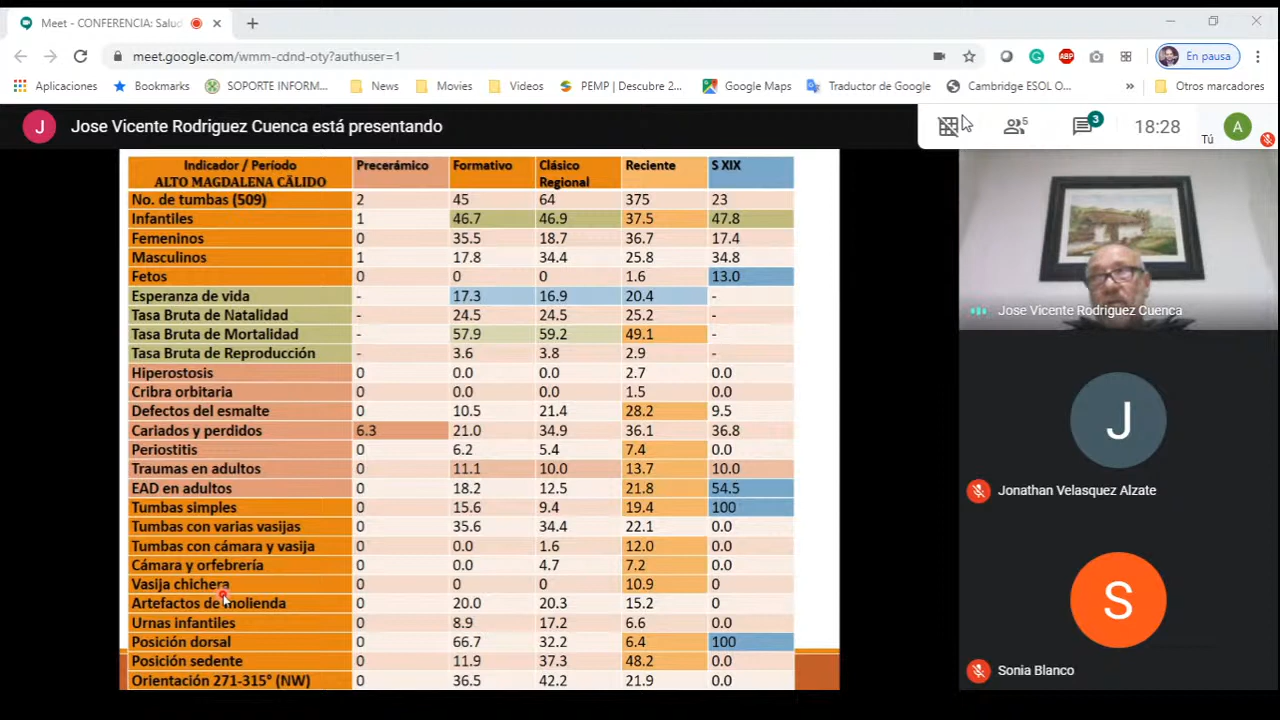 Meet - CONFERENCIA: Salu
meet.google.com/wmm-cdnd-oty?authuser=1
ABP
En pausa
Aplicaciones Bookmarks SOPORTE INFORM... News Movies Videos PEMP | Descubre 2... Google Maps Traductor de Google Cambridge ESOL O... » Otros marcadores
J Jose Vicente Rodriguez Cuenca está presentando
5 3 18:28 Tú A
Indicador / Período ALTO MAGDALENA CÄLIDO Precerámico Formativo Clásico Regional Reciente S XIX
No. de tumbas (509) 2 45 64 375 23
Infantiles 1 46.7 46.9 37.5 47.8
Femeninos 0 35.5 18.7 36.7 17.4
Masculinos 1 17.8 34.4 25.8 34.8
Fetos 0 0 0 1.6 13.0
Esperanza de vida - 17.3 16.9 20.4 -
Tasa Bruta de Natalidad - 24.5 24.5 25.2 -
Tasa Bruta de Mortalidad - 57.9 59.2 49.1 -
Tasa Bruta de Reproducción - 3.6 3.8 2.9 -
Hiperostosis 0 0.0 0.0 2.7 0.0
Cribra orbitaria 0 0.0 0.0 1.5 0.0
Defectos del esmalte 0 10.5 21.4 28.2 9.5
Cariados y perdidos 6.3 21.0 34.9 36.1 36.8
Periostitis 0 6.2 5.4 7.4 0.0
Traumas en adultos 0 11.1 10.0 13.7 10.0
EAD en adultos 0 18.2 12.5 21.8 54.5
Tumbas simples 0 15.6 9.4 19.4 100
Tumbas con varias vasijas 0 35.6 34.4 22.1 0.0
Tumbas con cámara y vasija 0 0.0 1.6 12.0 0.0
Cámara y orfebrería 0 0.0 4.7 7.2 0.0
Vasija chichera 0 0 0 10.9 0
Artefactos de molienda 0 20.0 20.3 15.2 0
Urnas infantiles 0 8.9 17.2 6.6 0.0
Posición dorsal 0 66.7 32.2 6.4 100
Posición sedente 0 11.9 37.3 48.2 0.0
Orientación 271-315° (NW) 0 36.5 42.2 21.9 0.0
Jose Vicente Rodriguez Cuenca
J
Jonathan Velasquez Alzate
S
Sonia Blanco